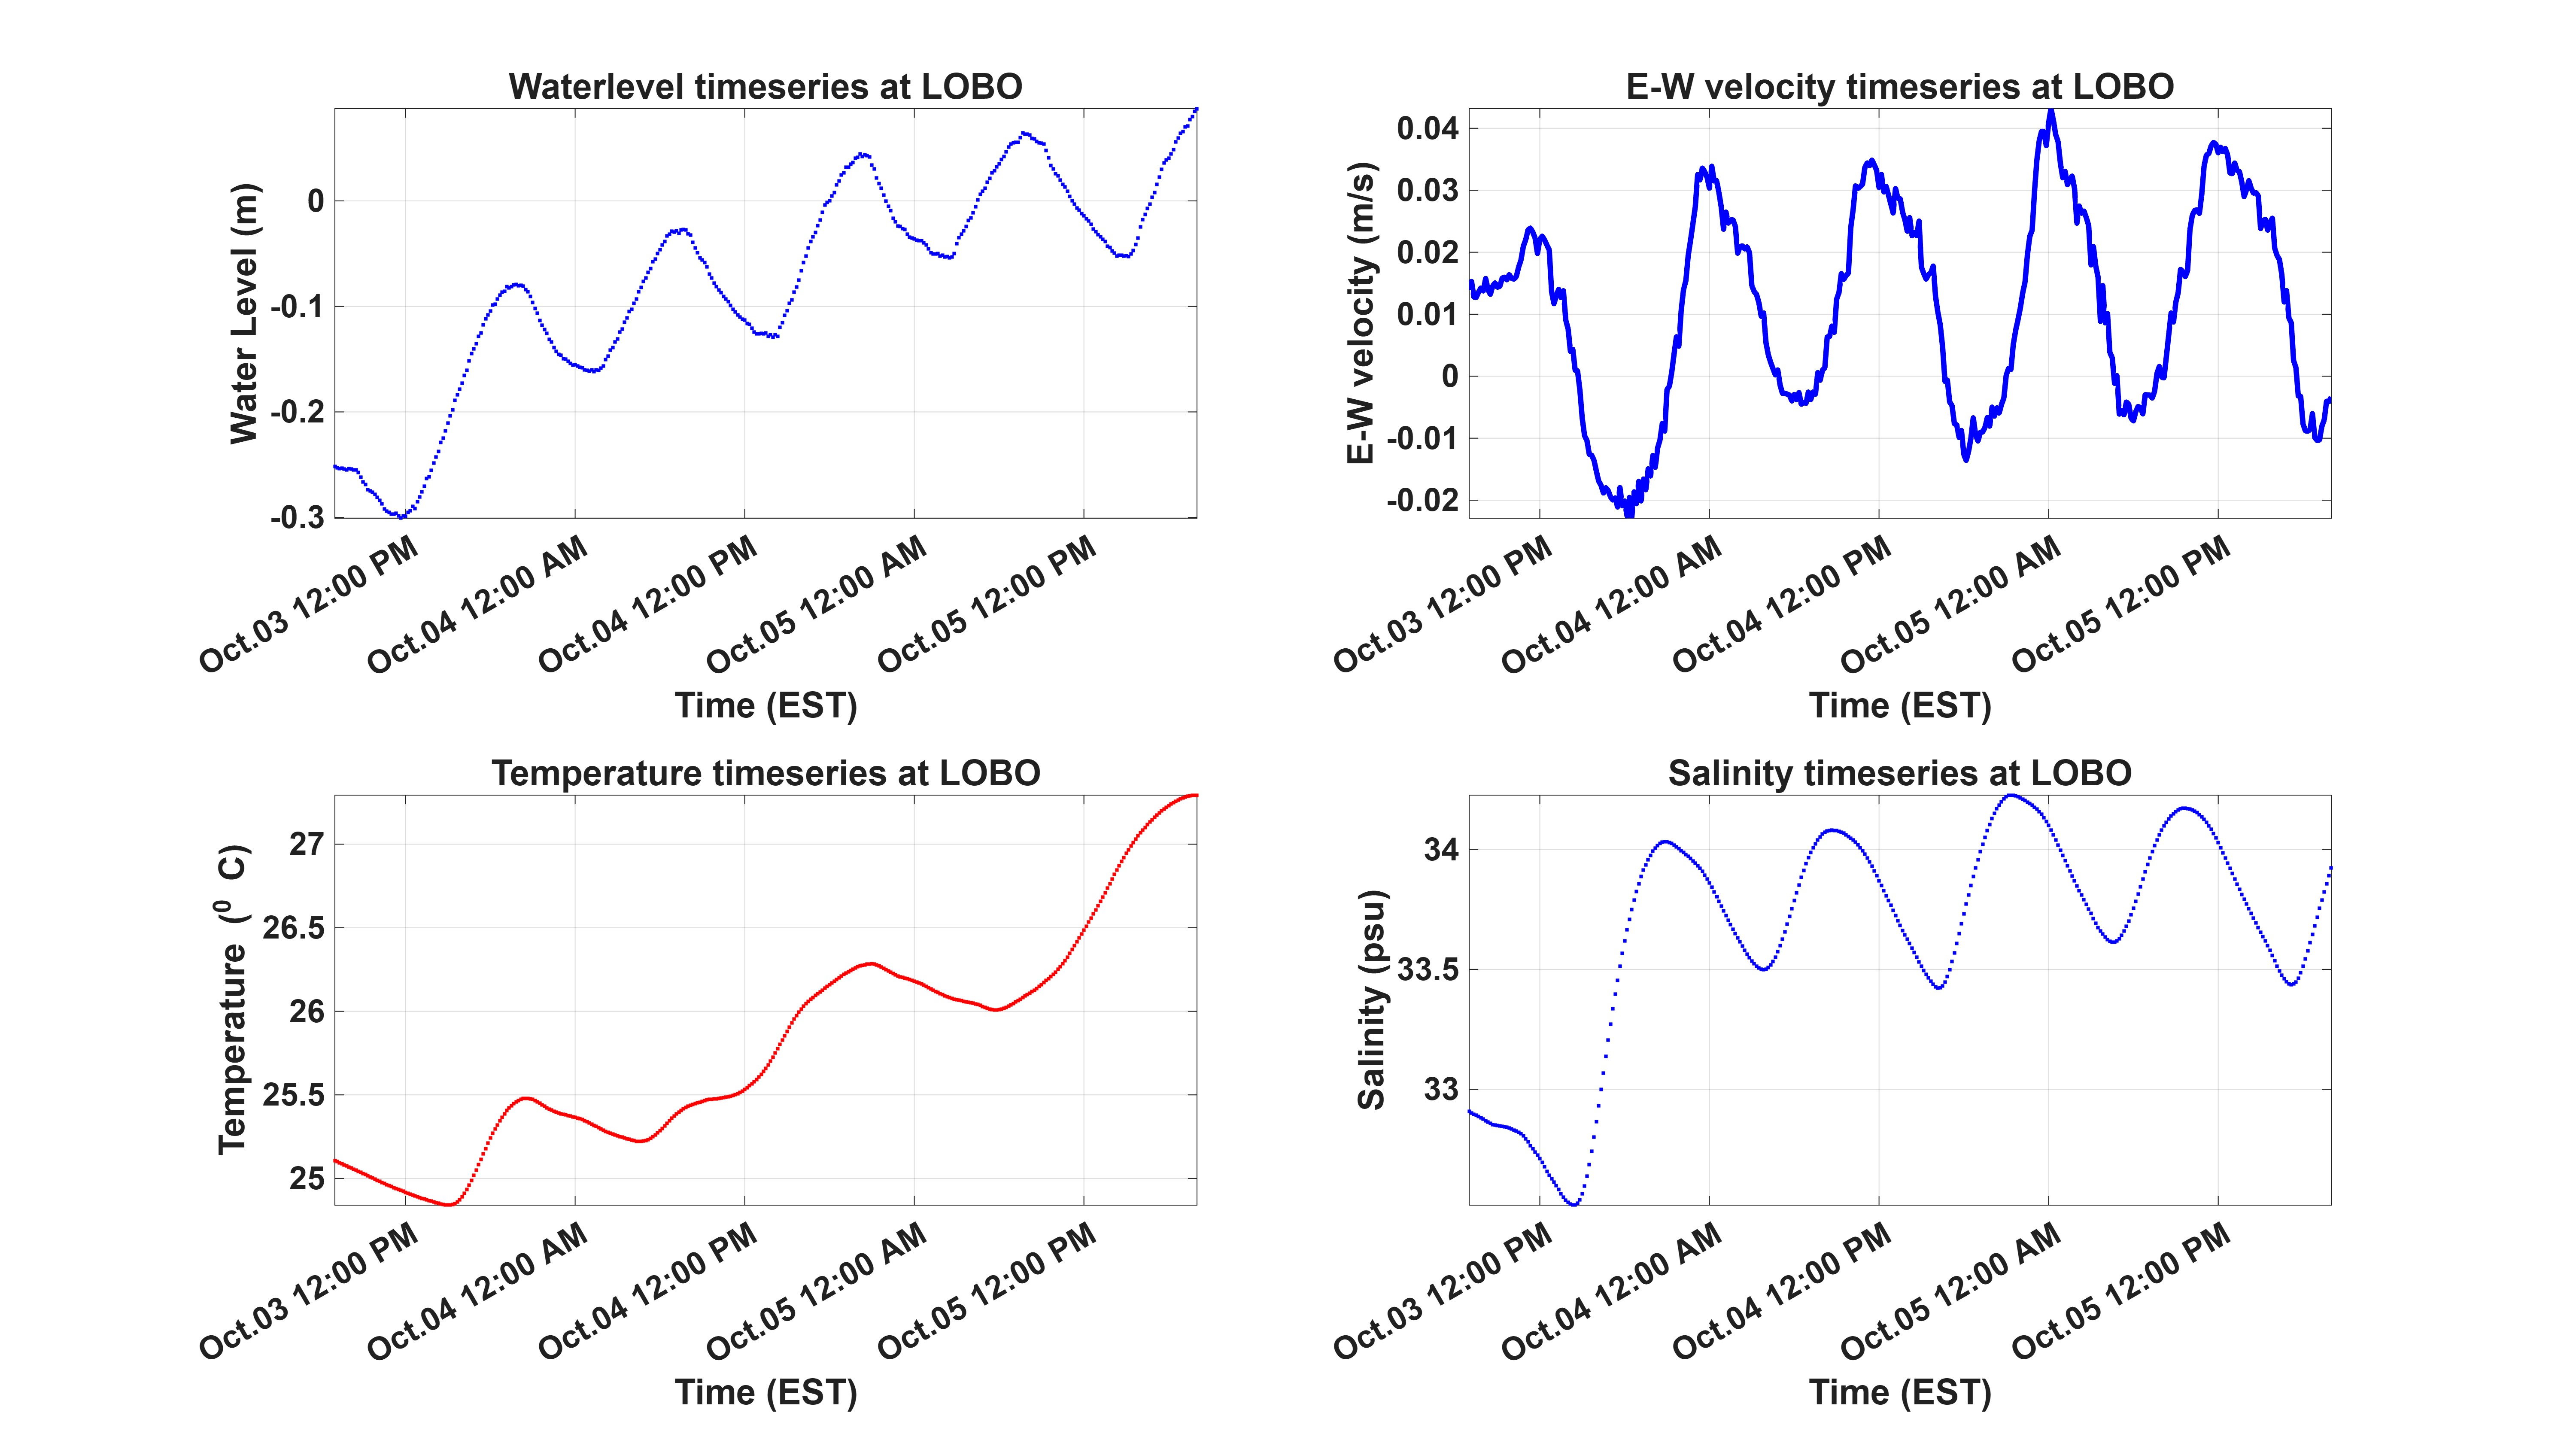 Waterlevel timeseries at LOBO
Water Level (m)
0
-0.1
-0.2
-0.3
Oct.03 12:00 PM
Oct.04 12:00 AM
Oct.04 12:00 PM
Oct.05 12:00 AM
Oct.05 12:00 PM
Time (EST)
E-W velocity timeseries at LOBO
E-W velocity (m/s)
0.04
0.03
0.02
0.01
0
-0.01
-0.02
Oct.03 12:00 PM
Oct.04 12:00 AM
Oct.04 12:00 PM
Oct.05 12:00 AM
Oct.05 12:00 PM
Time (EST)
Temperature timeseries at LOBO
Temperature (⁰ C)
27
26.5
26
25.5
25
Oct.03 12:00 PM
Oct.04 12:00 AM
Oct.04 12:00 PM
Oct.05 12:00 AM
Oct.05 12:00 PM
Time (EST)
Salinity timeseries at LOBO
Salinity (psu)
34
33.5
33
Oct.03 12:00 PM
Oct.04 12:00 AM
Oct.04 12:00 PM
Oct.05 12:00 AM
Oct.05 12:00 PM
Time (EST)